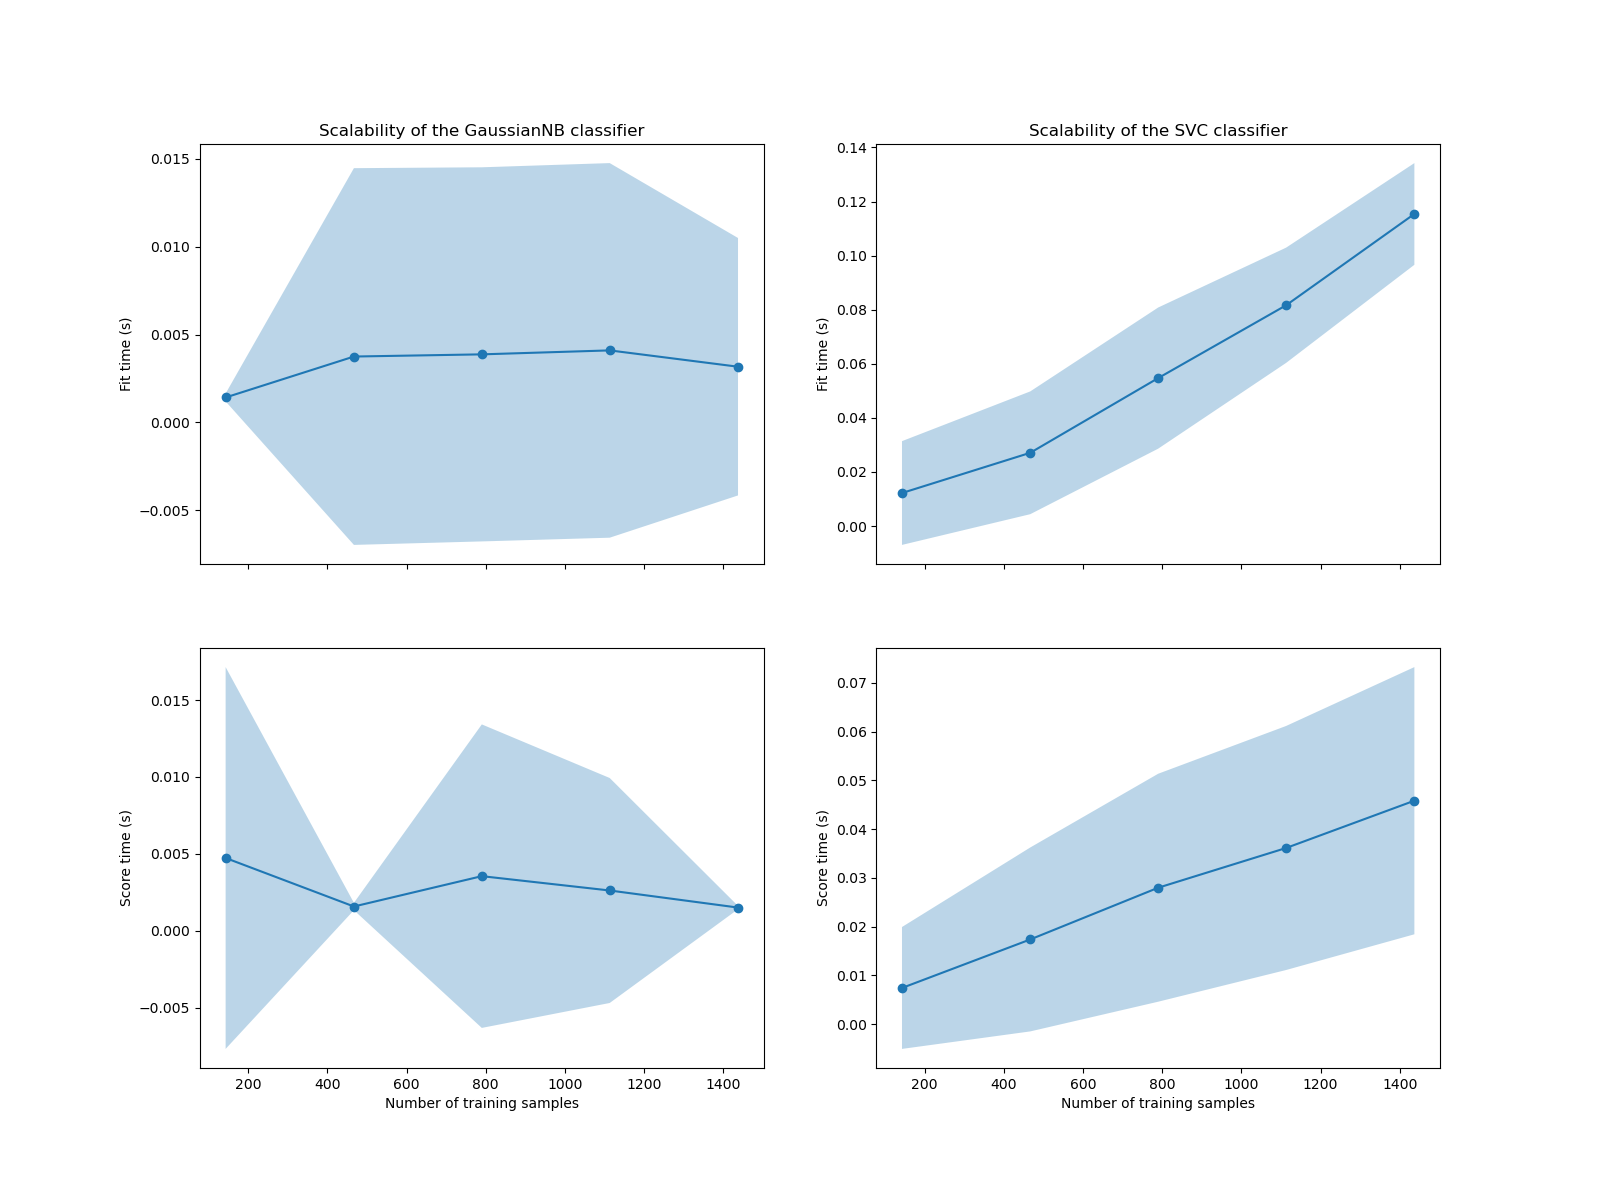 Scalability of the GaussianNB classifier
0.015
0.010
0.005
0.000
−0.005
Fit time (s)
Scalability of the SVC classifier
0.14
0.12
0.10
0.08
0.06
0.04
0.02
0.00
Fit time (s)
0.015
0.010
0.005
0.000
−0.005
Score time (s)
200 400 600 800 1000 1200 1400
Number of training samples
0.07
0.06
0.05
0.04
0.03
0.02
0.01
0.00
Score time (s)
200 400 600 800 1000 1200 1400
Number of training samples